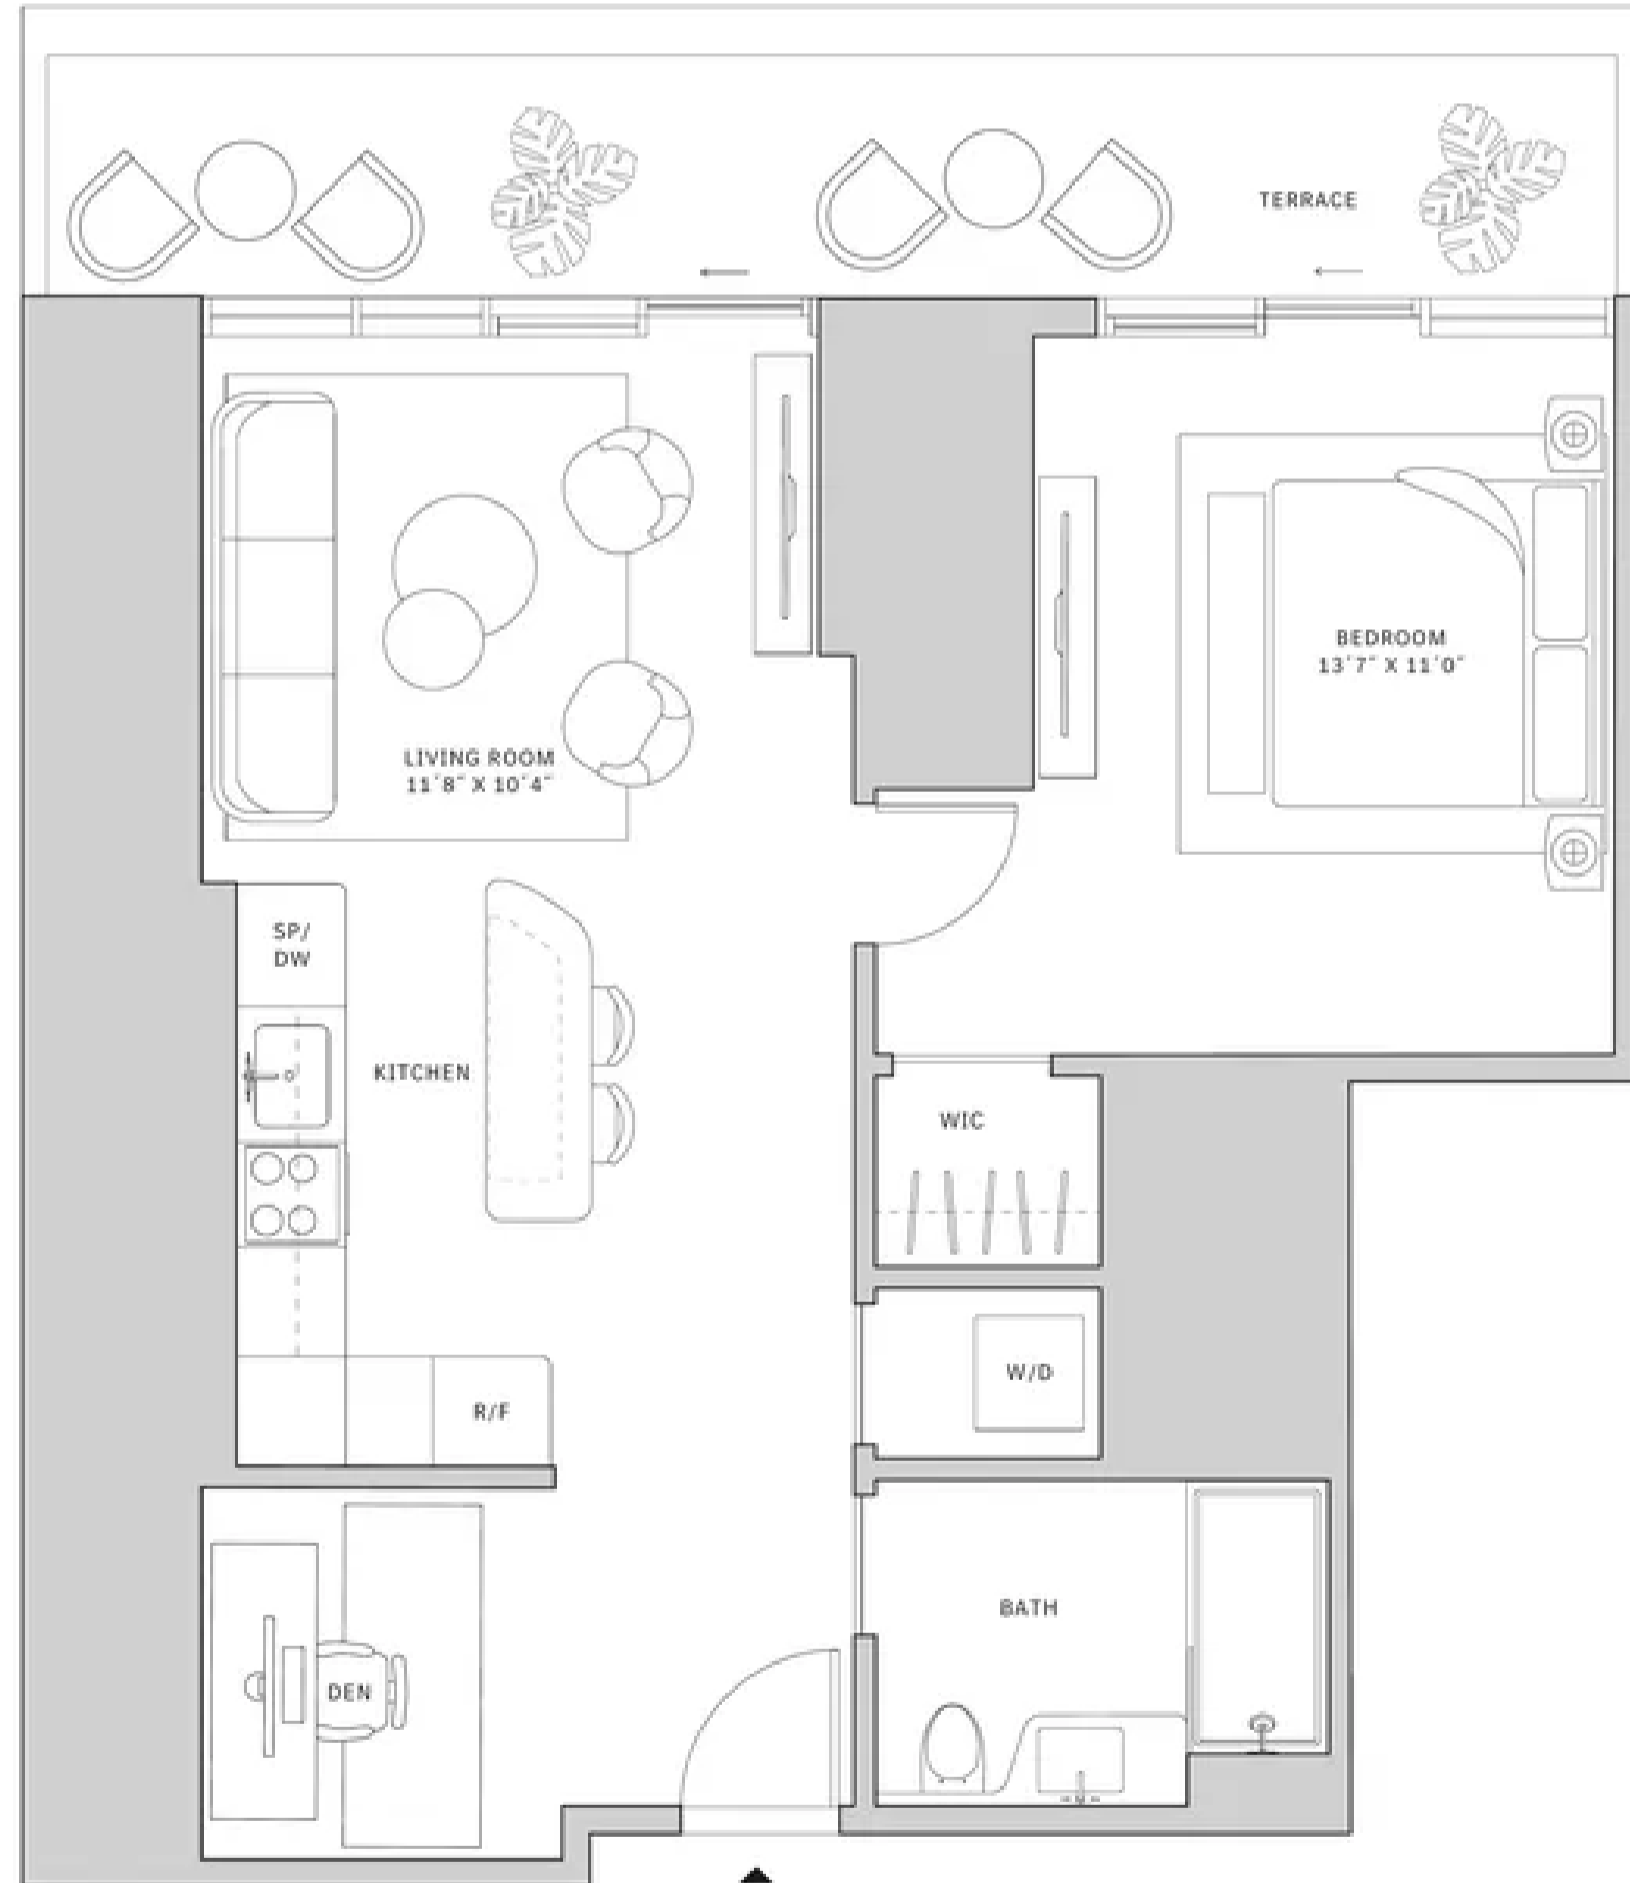 TERRACE
BEDROOM
13'7" X 11'0"
LIVING ROOM
11'8" X 10'4"
SP/
DW
KITCHEN
WIC
W/D
R/F
BATH
DEN